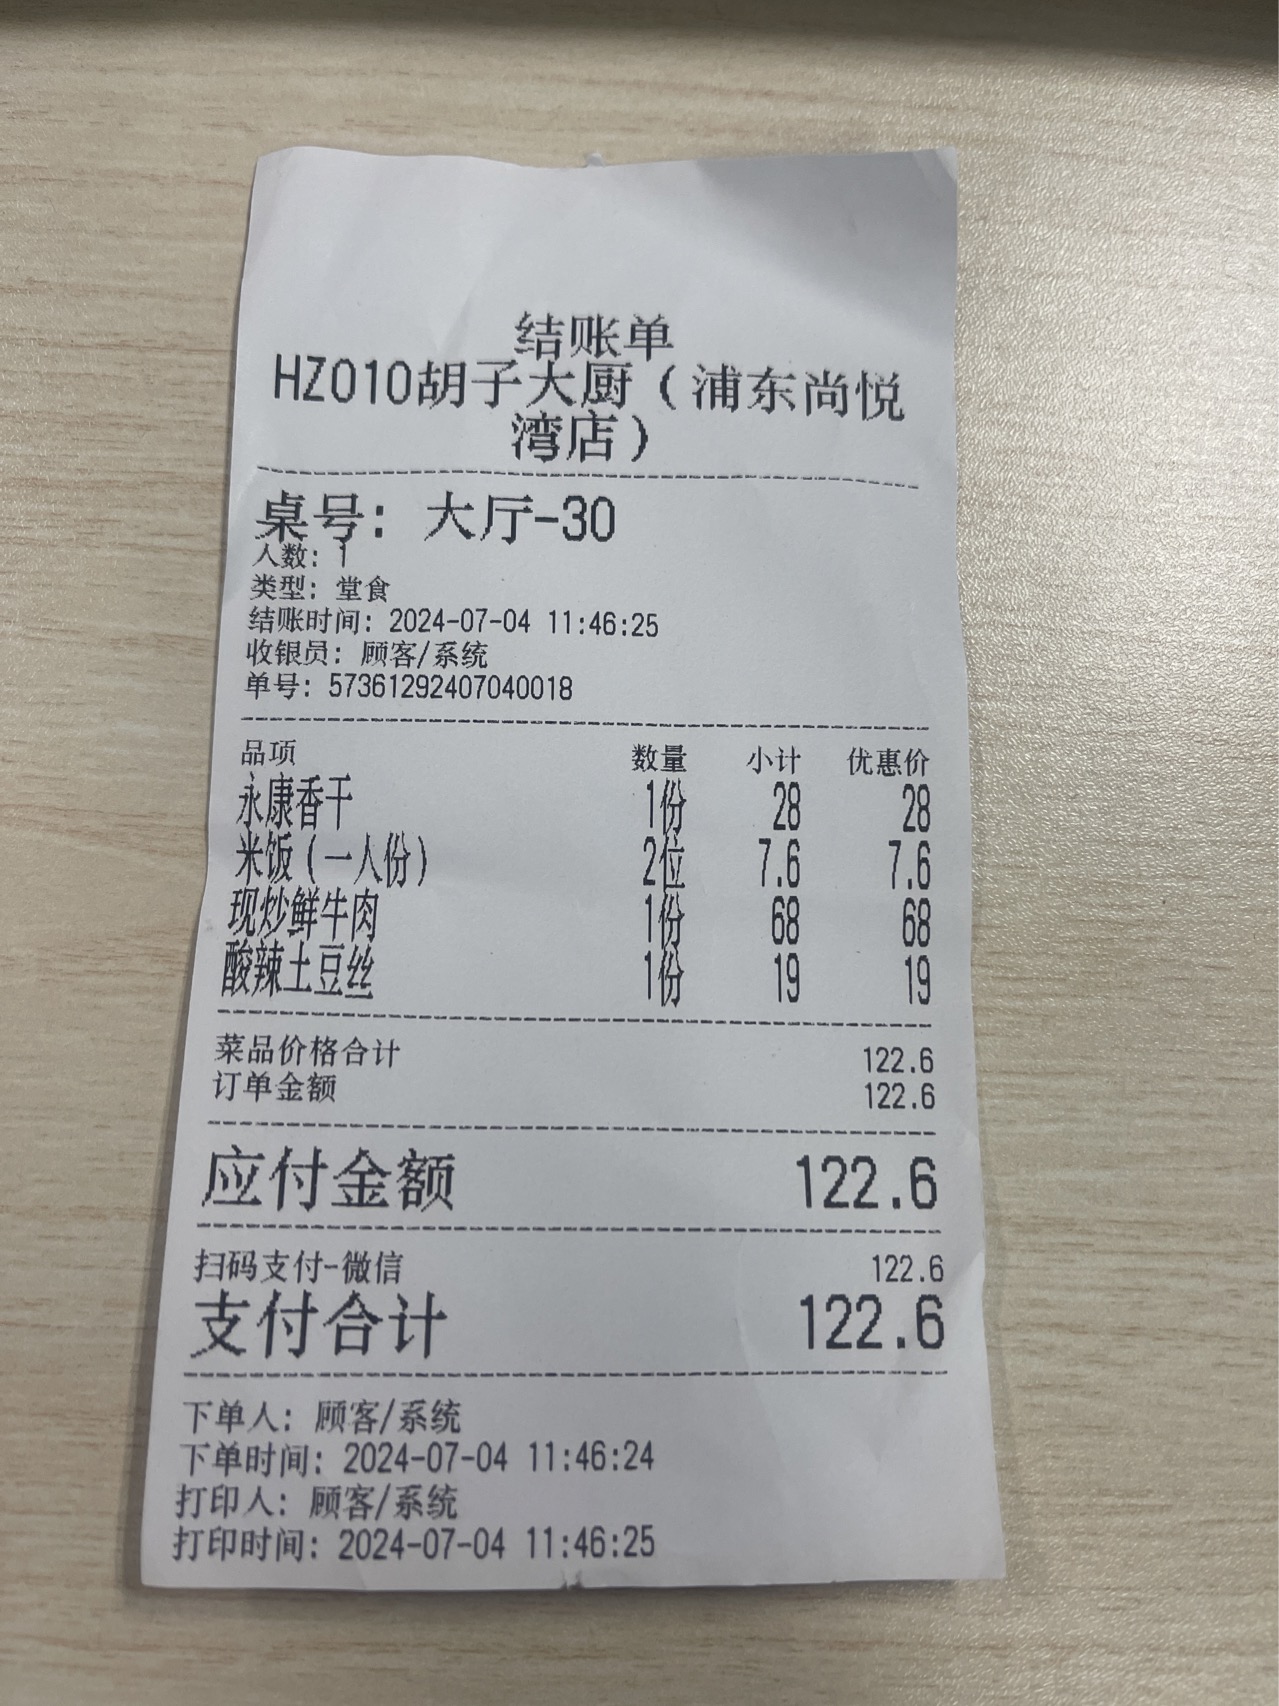 结账单
HZ010胡子大厨（浦东尚悦
湾店）
桌号：大厅-30
人数：1
类型：堂食
结账时间：2024-07-04 11:46:25
收银员：顾客/系统
单号：573612924070400​18
品项 数量 小计 优惠价
永康香干 1份 28 28
米饭（一人份） 2位 7.6 7.6
现炒鲜牛肉 1份 68 68
酸辣土豆丝 1份 19 19
菜品价格合计 122.6
订单金额 122.6
应付金额 122.6
扫码支付-微信 122.6
支付合计 122.6
下单人：顾客/系统
下单时间：2024-07-04 11:46:24
打印人：顾客/系统
打印时间：2024-07-04 11:46:25